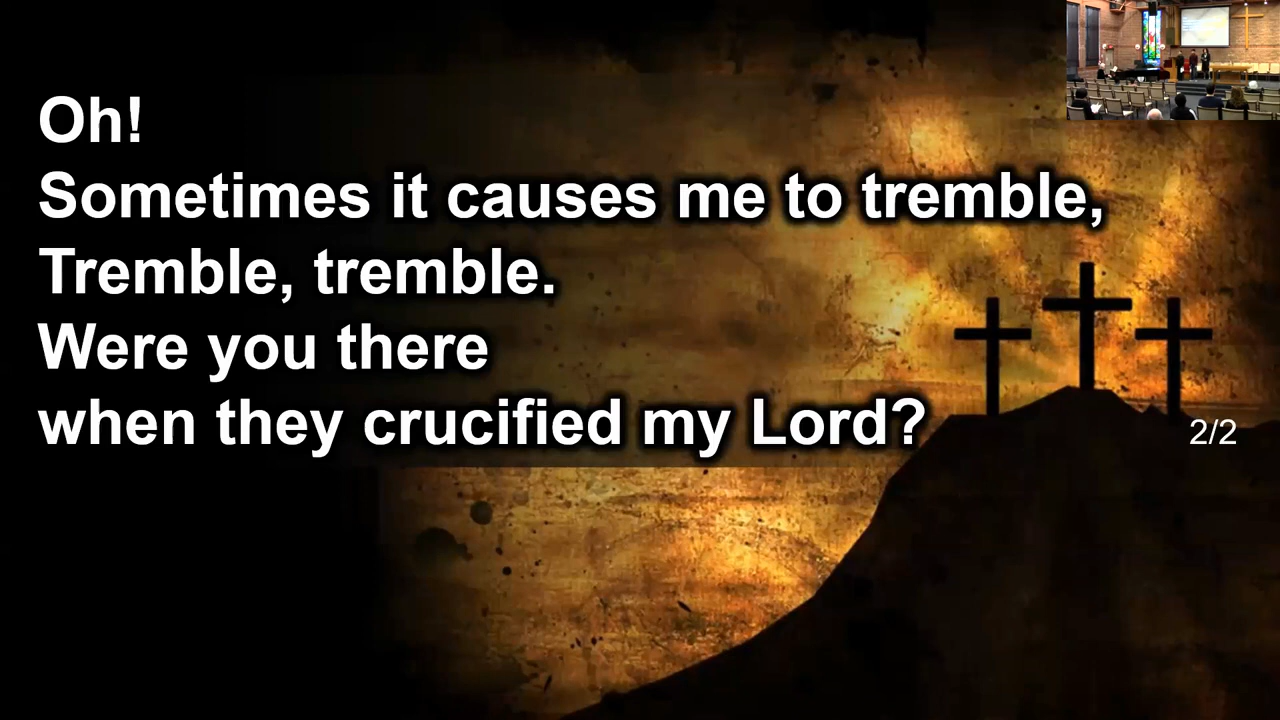 Oh!
Sometimes it causes me to tremble,
Tremble, tremble.
Were you there
when they crucified my Lord?
2/2